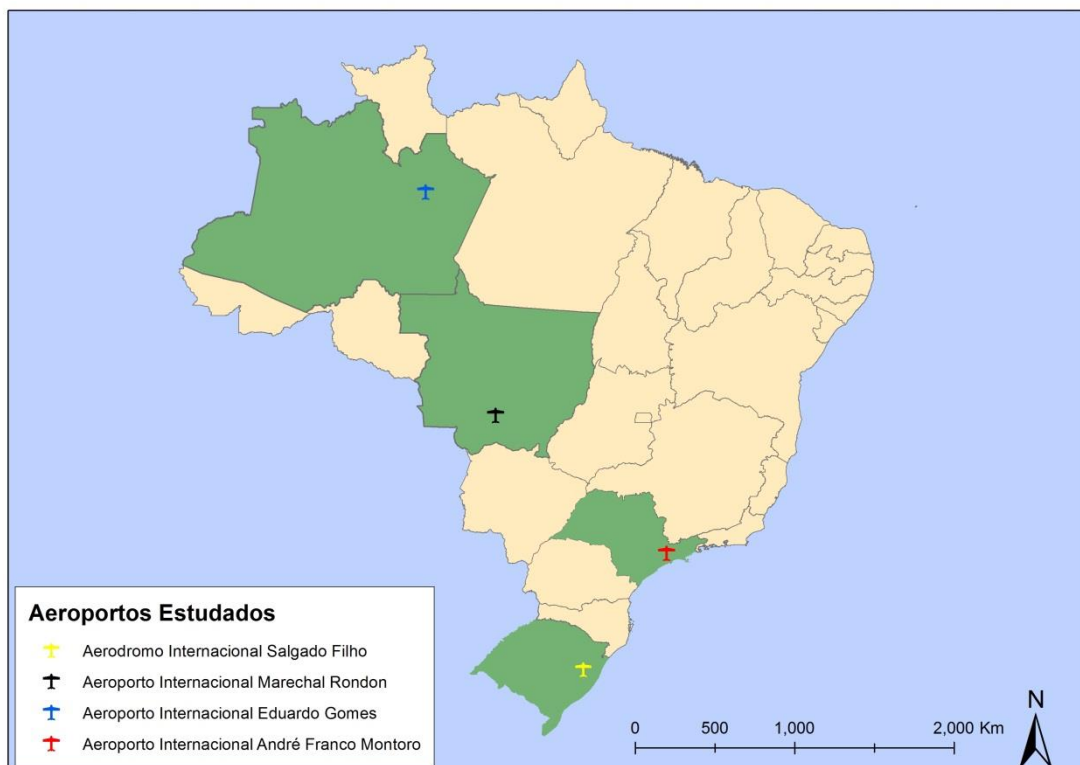 Aeroportos Estudados
Aerodromo Internacional Salgado Filho
Aeroporto Internacional Marechal Rondon
Aeroporto Internacional Eduardo Gomes
Aeroporto Internacional André Franco Montoro
N
0 500 1,000 2,000 Km